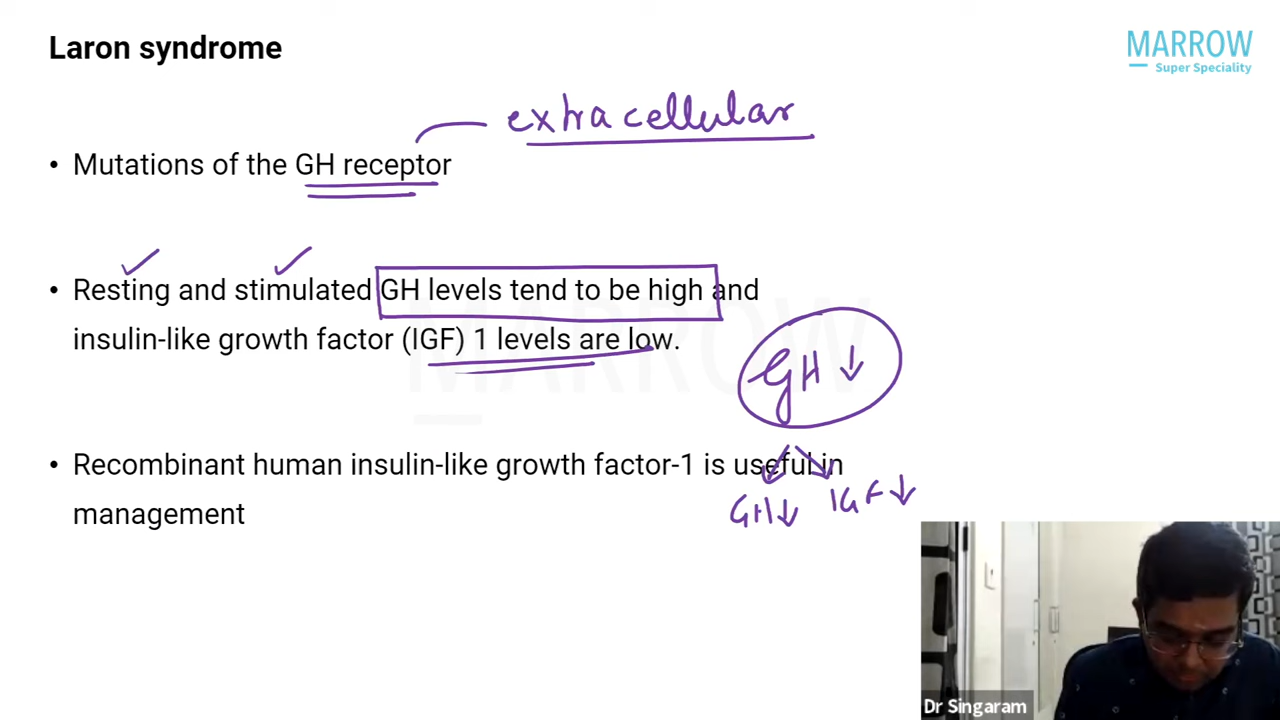 Laron syndrome
MARROW
Super Speciality
extracellular
• Mutations of the GH receptor
• Resting and stimulated GH levels tend to be high and
insulin-like growth factor (IGF) 1 levels are low.
MARROW
GH ↓
• Recombinant human insulin-like growth factor-1 is useful in
management
GH↓ IGF↓
Dr Singaram